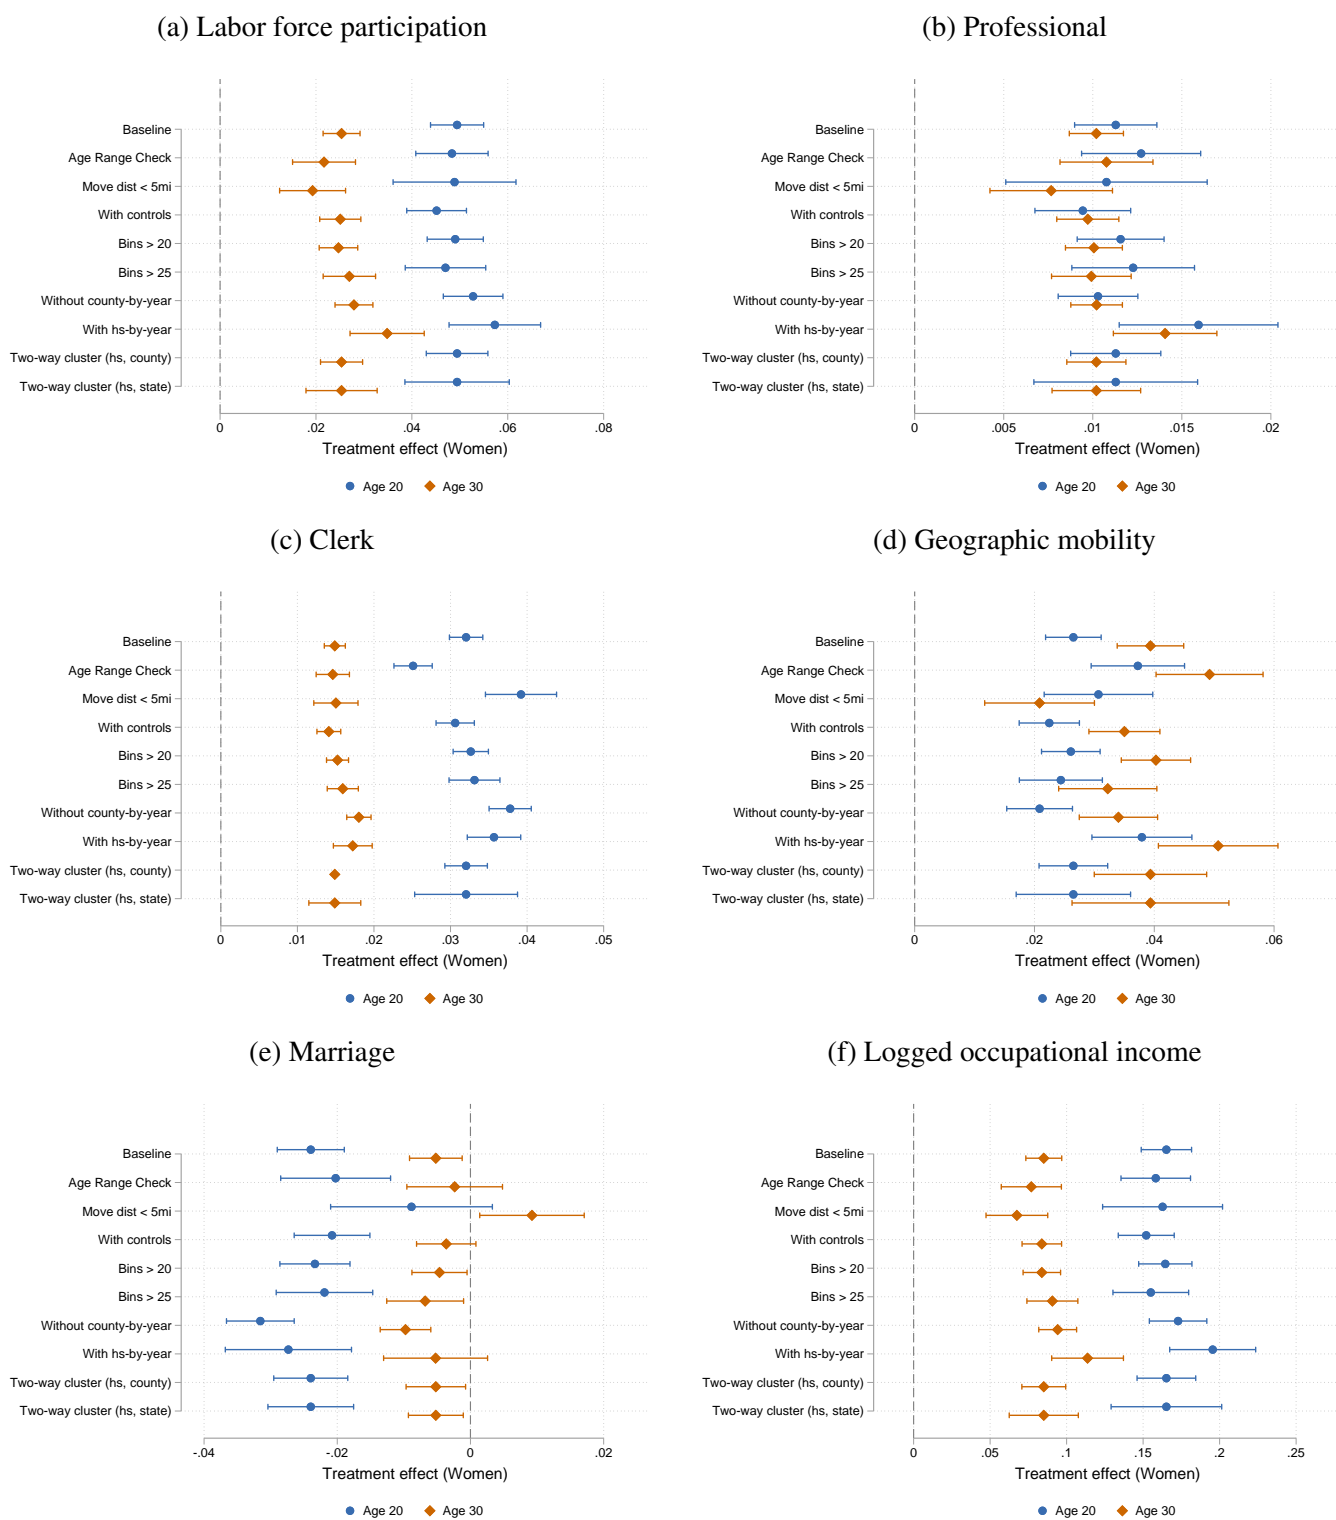 (a) Labor force participation
Baseline
Age Range Check
Move dist < 5mi
With controls
Bins > 20
Bins > 25
Without county-by-year
With hs-by-year
Two-way cluster (hs, county)
Two-way cluster (hs, state)
0 .02 .04 .06 .08
Treatment effect (Women)
Age 20 Age 30
(b) Professional
Baseline
Age Range Check
Move dist < 5mi
With controls
Bins > 20
Bins > 25
Without county-by-year
With hs-by-year
Two-way cluster (hs, county)
Two-way cluster (hs, state)
0 .005 .01 .015 .02
Treatment effect (Women)
Age 20 Age 30
(c) Clerk
Baseline
Age Range Check
Move dist < 5mi
With controls
Bins > 20
Bins > 25
Without county-by-year
With hs-by-year
Two-way cluster (hs, county)
Two-way cluster (hs, state)
0 .01 .02 .03 .04 .05
Treatment effect (Women)
Age 20 Age 30
(d) Geographic mobility
Baseline
Age Range Check
Move dist < 5mi
With controls
Bins > 20
Bins > 25
Without county-by-year
With hs-by-year
Two-way cluster (hs, county)
Two-way cluster (hs, state)
0 .02 .04 .06
Treatment effect (Women)
Age 20 Age 30
(e) Marriage
Baseline
Age Range Check
Move dist < 5mi
With controls
Bins > 20
Bins > 25
Without county-by-year
With hs-by-year
Two-way cluster (hs, county)
Two-way cluster (hs, state)
-.04 -.02 0 .02
Treatment effect (Women)
Age 20 Age 30
(f) Logged occupational income
Baseline
Age Range Check
Move dist < 5mi
With controls
Bins > 20
Bins > 25
Without county-by-year
With hs-by-year
Two-way cluster (hs, county)
Two-way cluster (hs, state)
0 .05 .1 .15 .2 .25
Treatment effect (Women)
Age 20 Age 30